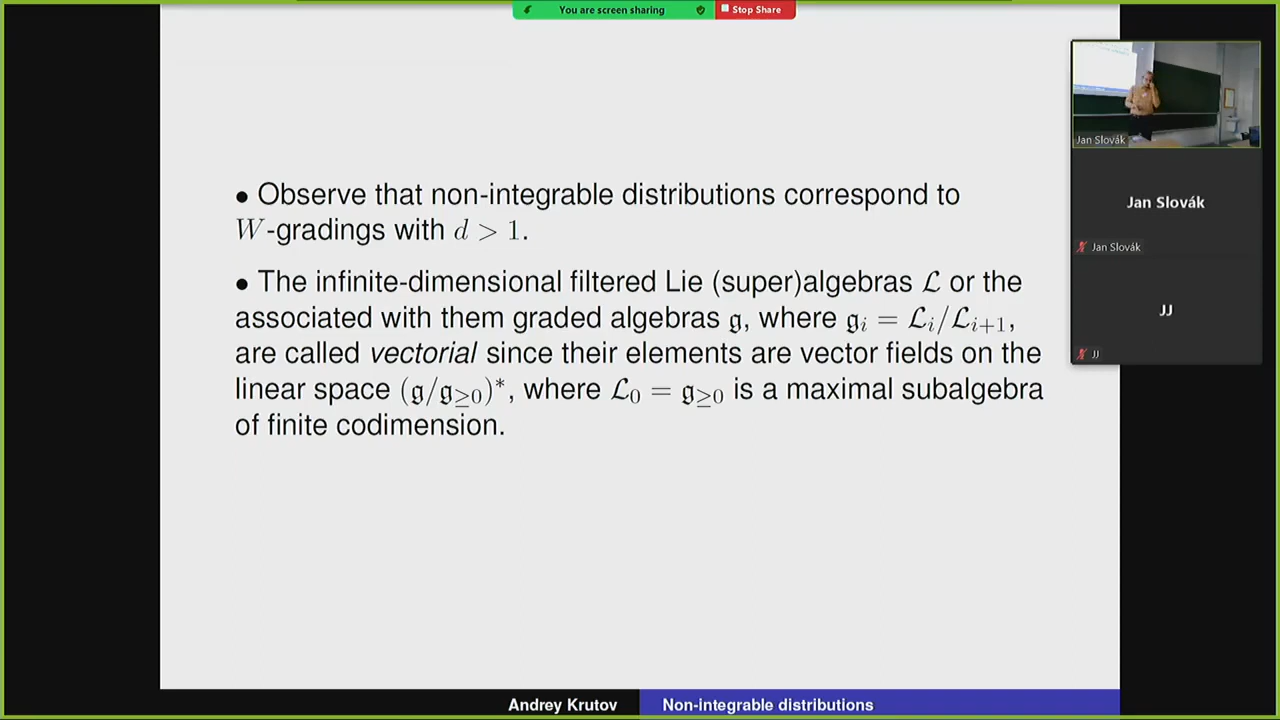 You are screen sharing
Stop Share
• Observe that non-integrable distributions correspond to
W-gradings with d > 1.
• The infinite-dimensional filtered Lie (super)algebras ℒ or the
associated with them graded algebras 𝔤, where 𝔤ᵢ = ℒᵢ/ℒᵢ₊₁,
are called vectorial since their elements are vector fields on the
linear space (𝔤/𝔤≥0)*, where ℒ₀ = 𝔤≥0 is a maximal subalgebra
of finite codimension.
Jan Slovák
Jan Slovák
Jan Slovák
JJ
JJ
Andrey Krutov
Non-integrable distributions